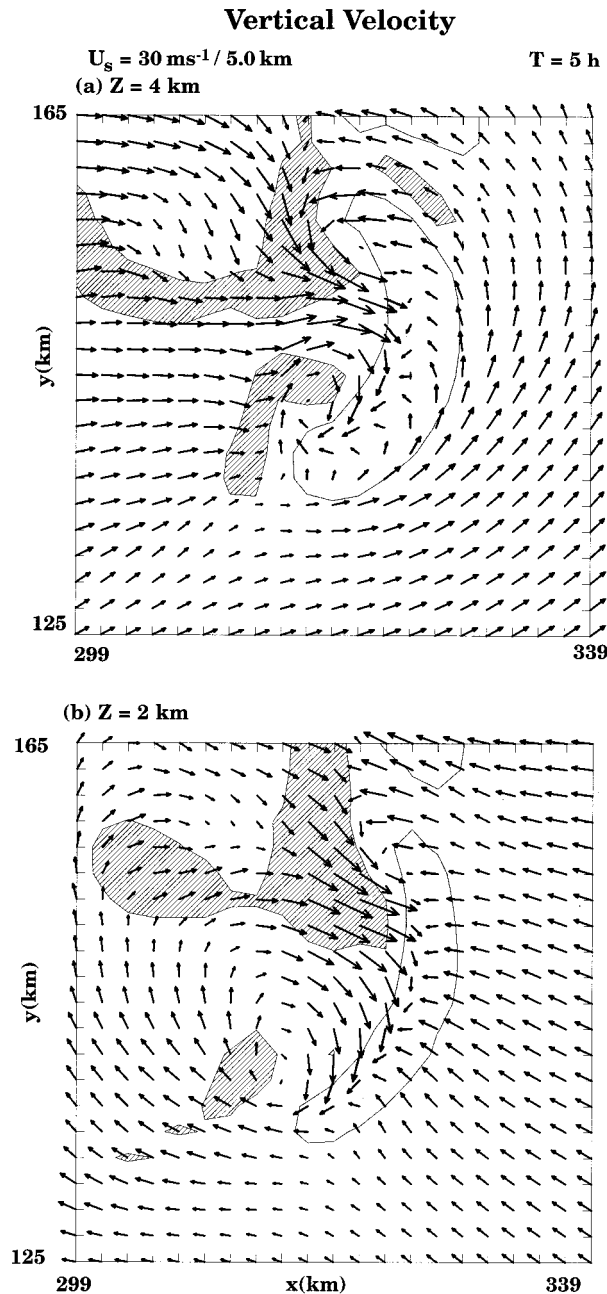 Vertical Velocity
Uₛ = 30 ms⁻¹ / 5.0 km T = 5 h
(a) Z = 4 km
165
y(km)
125
299 339
(b) Z = 2 km
165
y(km)
125
299 x(km) 339